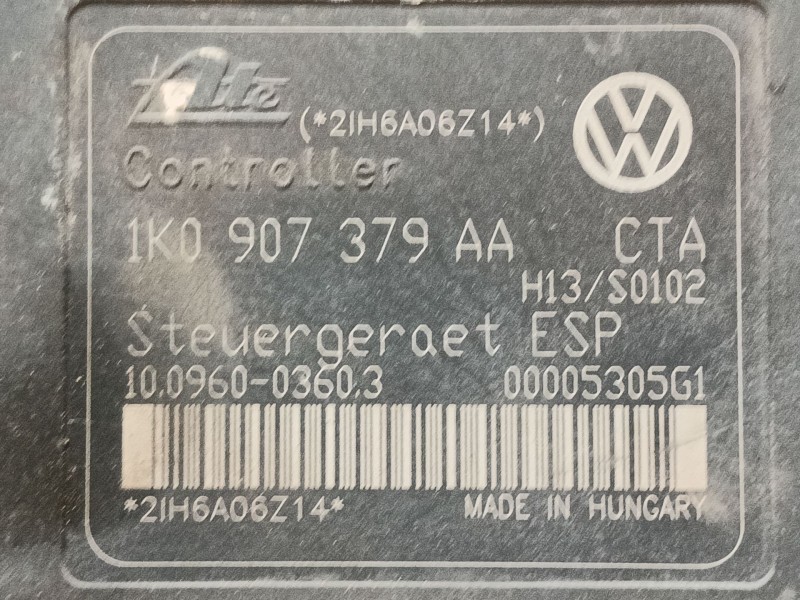 Ate (*2IH6A06Z14*)
Controller
1K0 907 379 AA CTA
H13/S0102
Steuergeraet ESP
10.0960-0360.3 00005305G1
*2IH6A06Z14* MADE IN HUNGARY